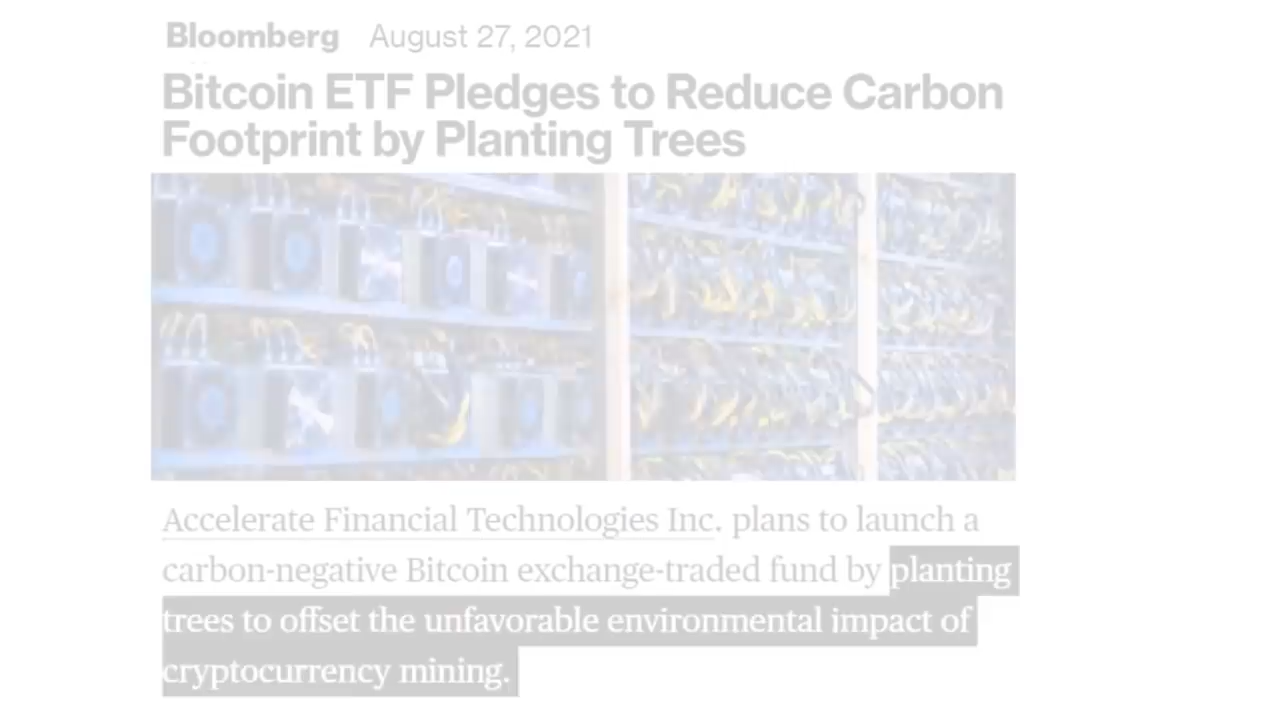 Bloomberg August 27, 2021
Bitcoin ETF Pledges to Reduce Carbon
Footprint by Planting Trees
Accelerate Financial Technologies Inc. plans to launch a
carbon-negative Bitcoin exchange-traded fund by planting
trees to offset the unfavorable environmental impact of
cryptocurrency mining.